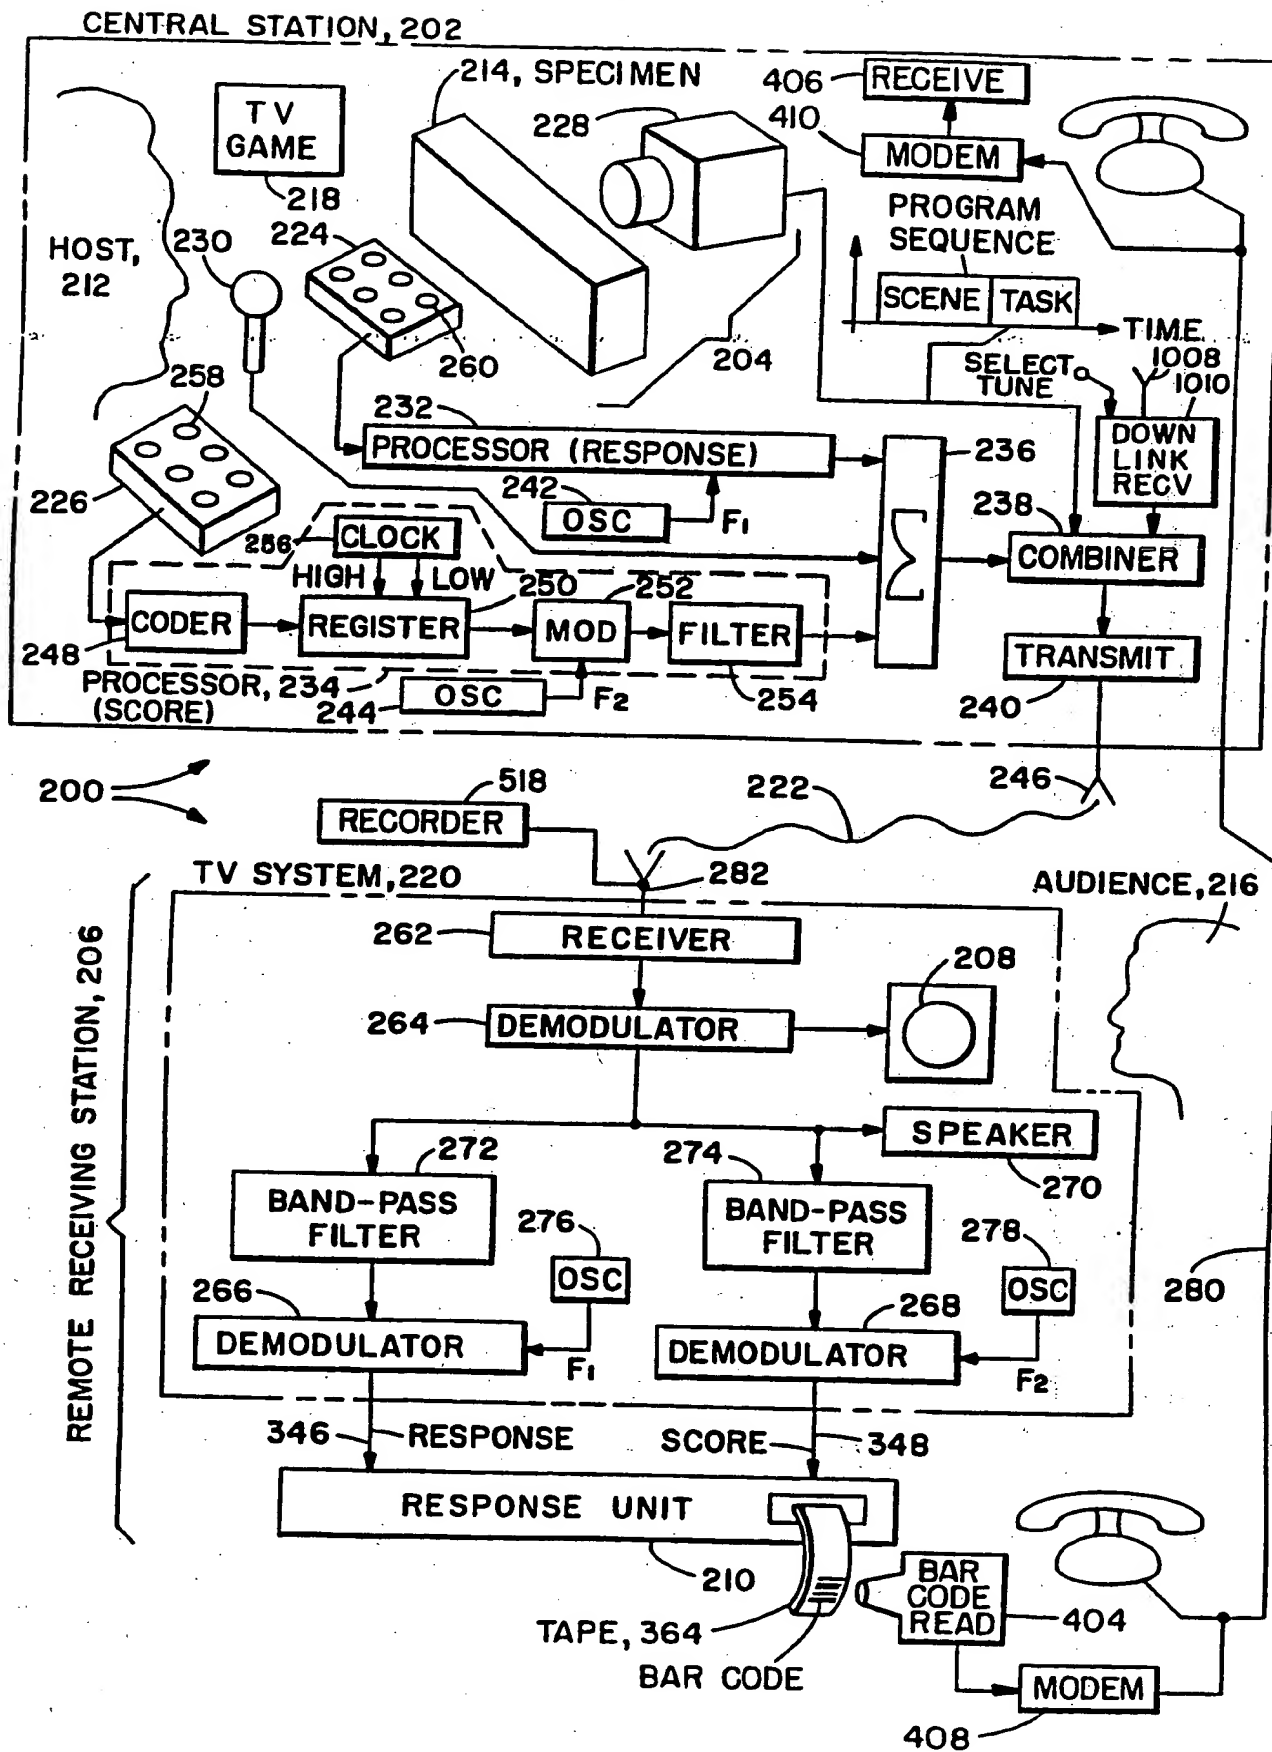 CENTRAL STATION, 202
TV
GAME
218
214, SPECIMEN
228
406
RECEIVE
410
MODEM
PROGRAM
SEQUENCE
SCENE
TASK
TIME
HOST,
212
230
224
260
204
SELECT
TUNE
1008
1010
DOWN
LINK
RECV
258
226
232
PROCESSOR (RESPONSE)
242
OSC
F1
236
Σ
238
COMBINER
256
CLOCK
HIGH
LOW
250
252
CODER
REGISTER
MOD
FILTER
248
254
TRANSMIT
240
PROCESSOR, 234
(SCORE)
244
OSC
F2
246
200
518
RECORDER
222
282
TV SYSTEM, 220
AUDIENCE, 216
REMOTE RECEIVING STATION, 206
262
RECEIVER
208
264
DEMODULATOR
SPEAKER
270
272
BAND-PASS
FILTER
274
BAND-PASS
FILTER
276
OSC
278
OSC
280
266
DEMODULATOR
F1
268
DEMODULATOR
F2
346
RESPONSE
SCORE
348
RESPONSE UNIT
210
TAPE, 364
BAR CODE
BAR
CODE
READ
404
MODEM
408